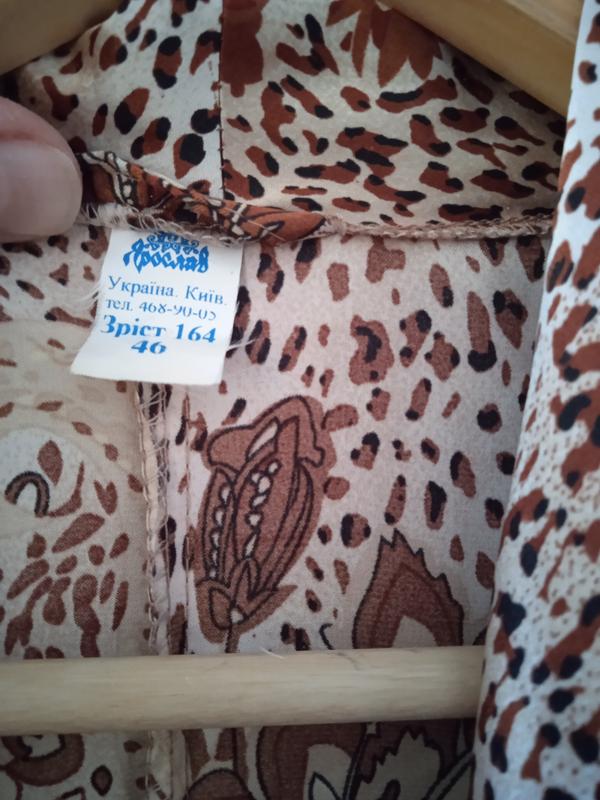 Ярослав
Україна. Київ.
тел. 468-90-05
Зріст 164
46